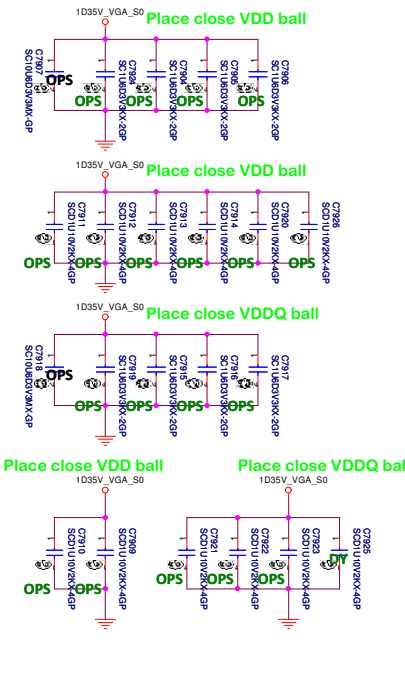 1D35V_VGA_S0
Place close VDD ball
C7907
SC10U6D3V3MX-GP
OPS
C7924
SC1U6D3V3KX-2GP
OPS
C7904
SC1U6D3V3KX-2GP
OPS
C7905
SC1U6D3V3KX-2GP
OPS
C7906
SC1U6D3V3KX-2GP
OPS
1D35V_VGA_S0
Place close VDD ball
C7911
SCD1U10V2KX-4GP
OPS
C7912
SCD1U10V2KX-4GP
OPS
C7913
SCD1U10V2KX-4GP
OPS
C7914
SCD1U10V2KX-4GP
OPS
C7920
SCD1U10V2KX-4GP
OPS
C7926
SCD1U10V2KX-4GP
OPS
1D35V_VGA_S0
Place close VDDQ ball
C7918
SC10U6D3V3MX-GP
OPS
C7919
SC1U6D3V3KX-2GP
OPS
C7915
SC1U6D3V3KX-2GP
OPS
C7916
SC1U6D3V3KX-2GP
OPS
C7917
SC1U6D3V3KX-2GP
OPS
Place close VDD ball
1D35V_VGA_S0
C7910
SCD1U10V2KX-4GP
OPS
C7909
SCD1U10V2KX-4GP
OPS
Place close VDDQ bal
1D35V_VGA_S0
C7921
SCD1U10V2KX-4GP
OPS
C7922
SCD1U10V2KX-4GP
OPS
C7923
SCD1U10V2KX-4GP
OPS
C7925
SCD1U10V2KX-4GP
DY